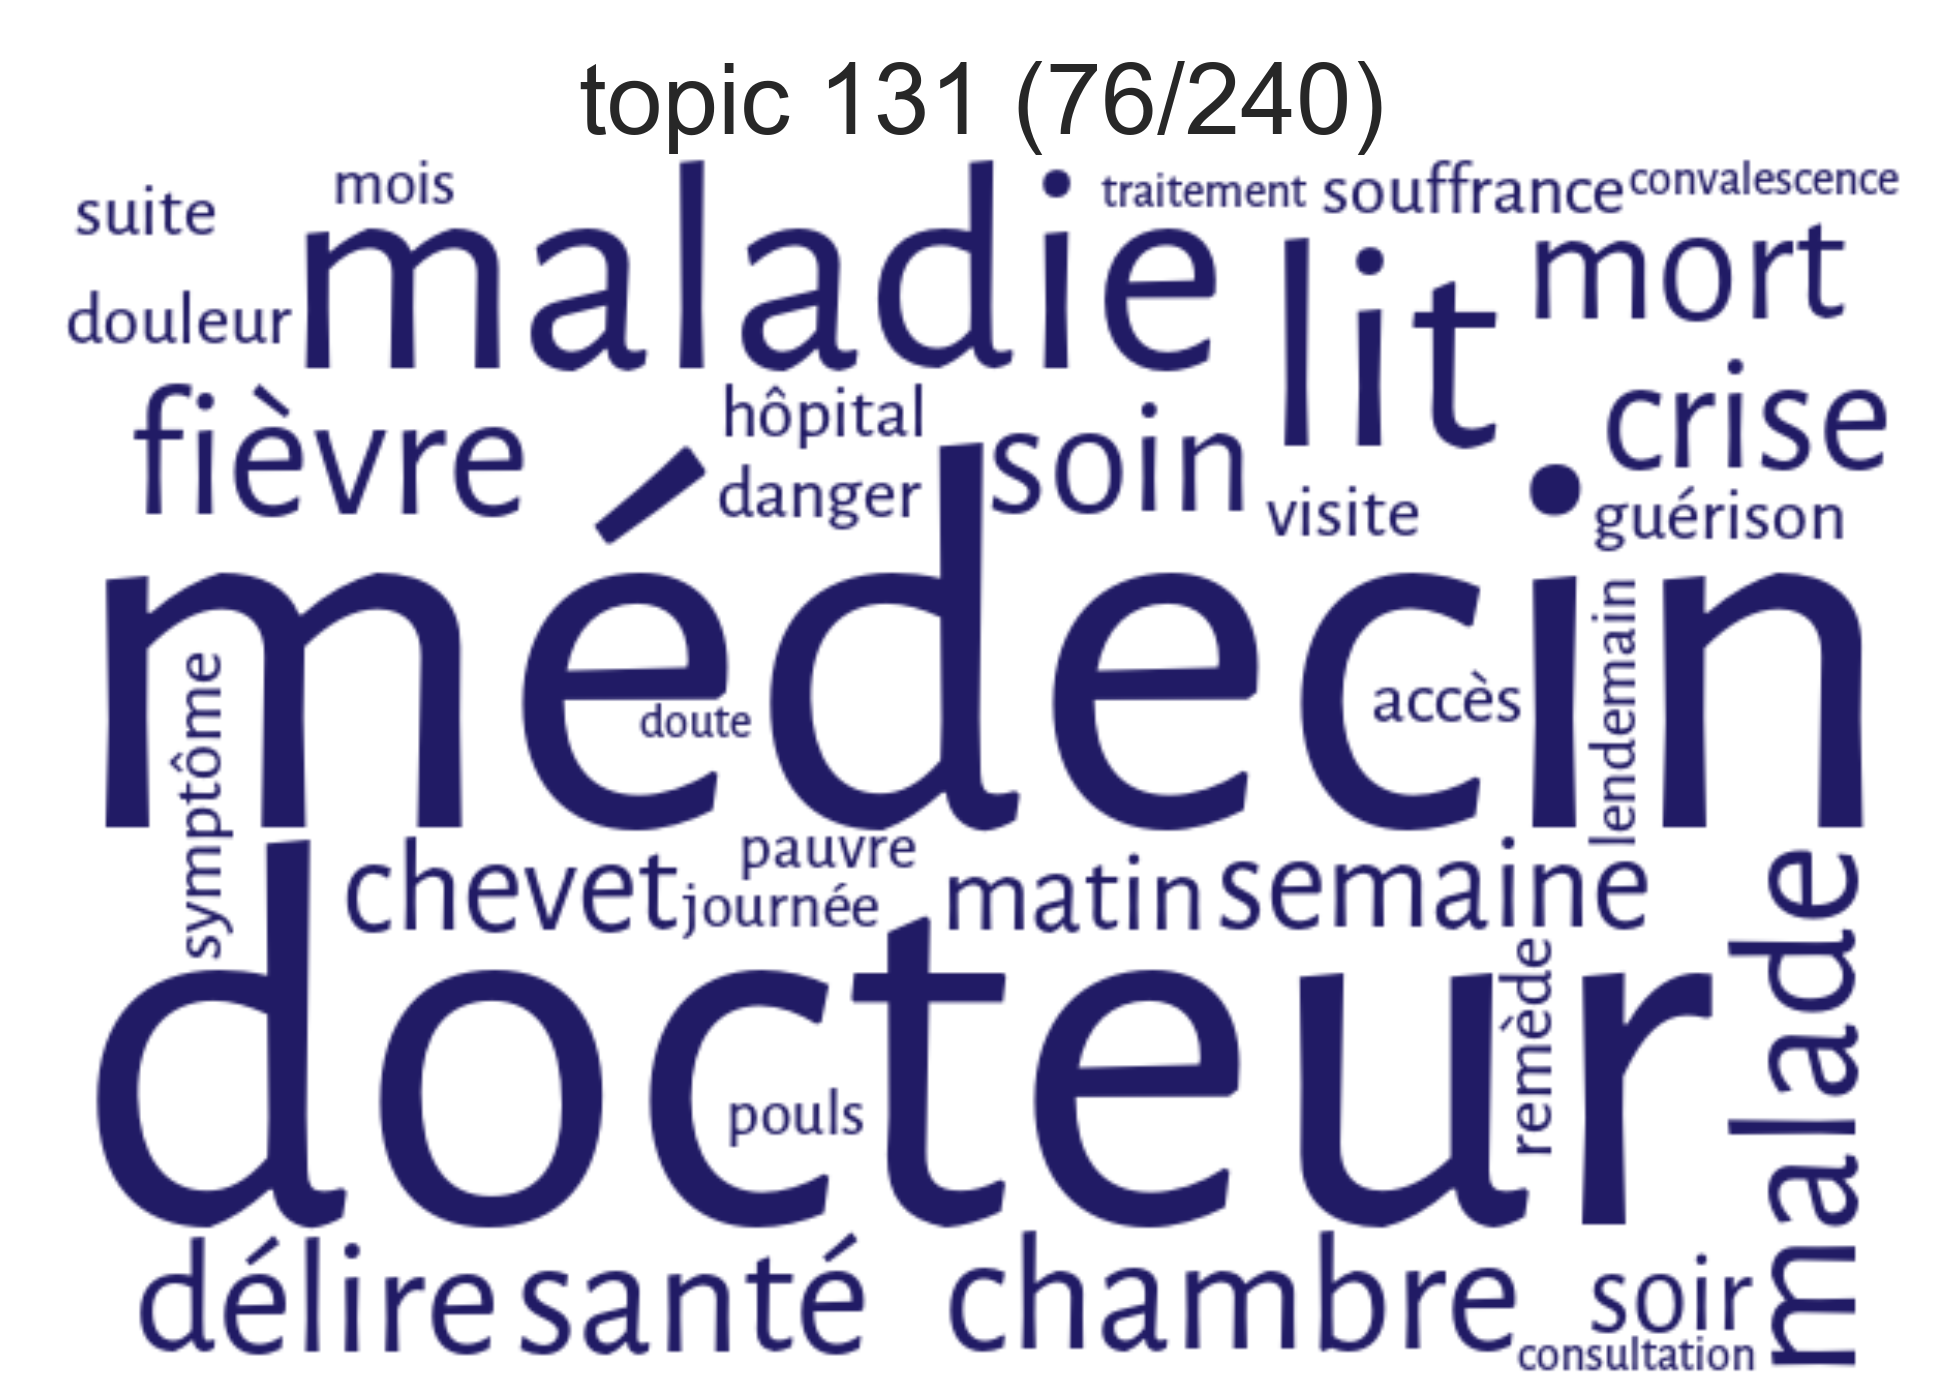 topic 131 (76/240)
suite mois maladie traitement souffrance convalescence
douleur lit mort
fièvre hôpital soin crise
danger visite guérison
médecin
symptôme doute accès lendemain
chevet pauvre matin semaine malade
journée
docteur
pouls remède
délire santé chambre soir
consultation